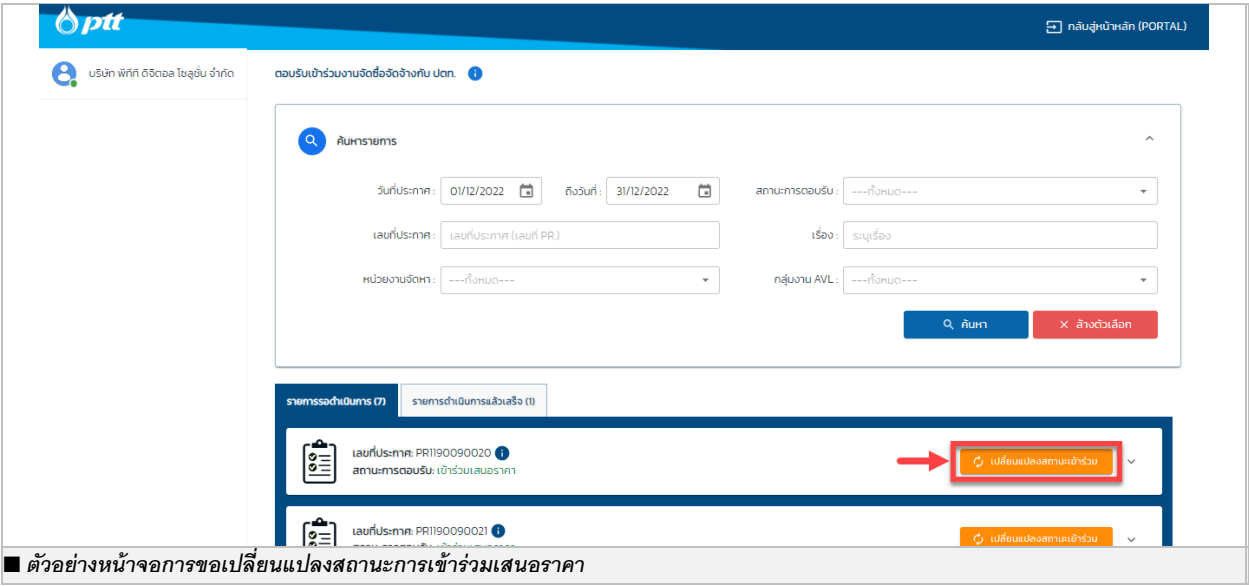 ptt
กลับสู่หน้าหลัก (PORTAL)
บริษัท พีทีที ดิจิตอล โซลูชั่น จำกัด
ตอบรับเข้าร่วมงานจัดซื้อจัดจ้างกับ ปตท.
ค้นหารายการ
วันที่ประกาศ : 01/12/2022 ถึงวันที่ : 31/12/2022 สถานะการตอบรับ : ---ทั้งหมด---
เลขที่ประกาศ : เลขที่ประกาศ (เลขที่ PR.) เรื่อง : ระบุเรื่อง
หน่วยงานจัดหา : ---ทั้งหมด--- กลุ่มงาน AVL : ---ทั้งหมด---
ค้นหา × ล้างตัวเลือก
รายการรอดำเนินการ (7) รายการดำเนินการแล้วเสร็จ (1)
เลขที่ประกาศ: PR1190090020
สถานะการตอบรับ: เข้าร่วมเสนอราคา
เปลี่ยนแปลงสถานะเข้าร่วม
เลขที่ประกาศ: PR1190090021
เปลี่ยนแปลงสถานะเข้าร่วม
■ ตัวอย่างหน้าจอการขอเปลี่ยนแปลงสถานะการเข้าร่วมเสนอราคา